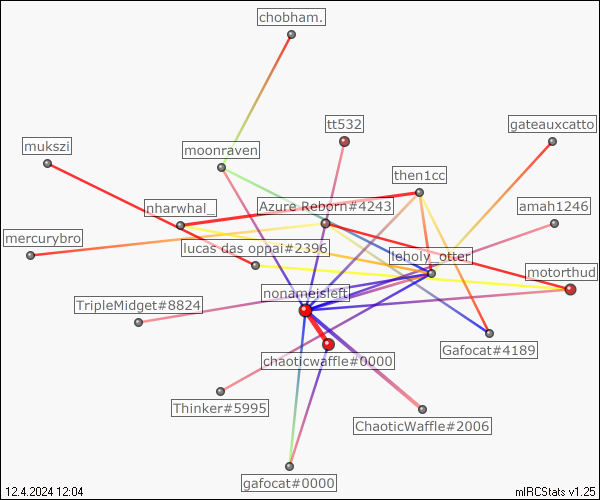 chobham.
tt532
gateauxcatto
mukszi
moonraven
then1cc
nharwhal_
Azure Reborn#4243
amah1246
mercurybro
lucas das oppai#2396
leholy_oterl
motorthud
nonameisleft
TripleMidget#8824
chaoticwaffle#0000
Gafocat#4189
Thinker#5995
ChaoticWaffle#2006
gafocat#0000
12.4.2024 12:04
mIRCStats v1.25